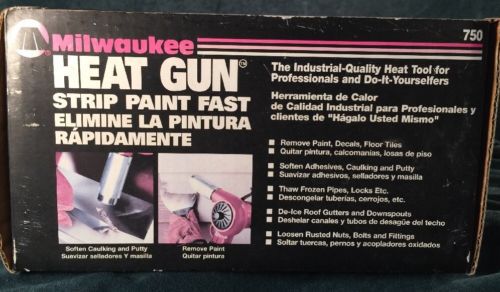 750
Milwaukee
HEAT GUN™
STRIP PAINT FAST
ELIMINE LA PINTURA
RÁPIDAMENTE
The Industrial-Quality Heat Tool for
Professionals and Do-It-Yourselfers
Herramienta de Calor
de Calidad Industrial para Profesionales y
clientes de "Hágalo Usted Mismo"
Remove Paint, Decals, Floor Tiles
Quitar pintura, calcomanías, losas de piso
Soften Adhesives, Caulking and Putty
Suavizar adhesivos, selladores y masilla
Thaw Frozen Pipes, Locks Etc.
Descongelar tuberías, cerrojos, etc.
De-Ice Roof Gutters and Downspouts
Deshelar canales y tubos de desagüe del techo
Loosen Rusted Nuts, Bolts and Fittings
Soltar tuercas, pernos y acopladores oxidados
Soften Caulking and Putty
Suavizar selladores Y masilla
Remove Paint
Quitar pintura